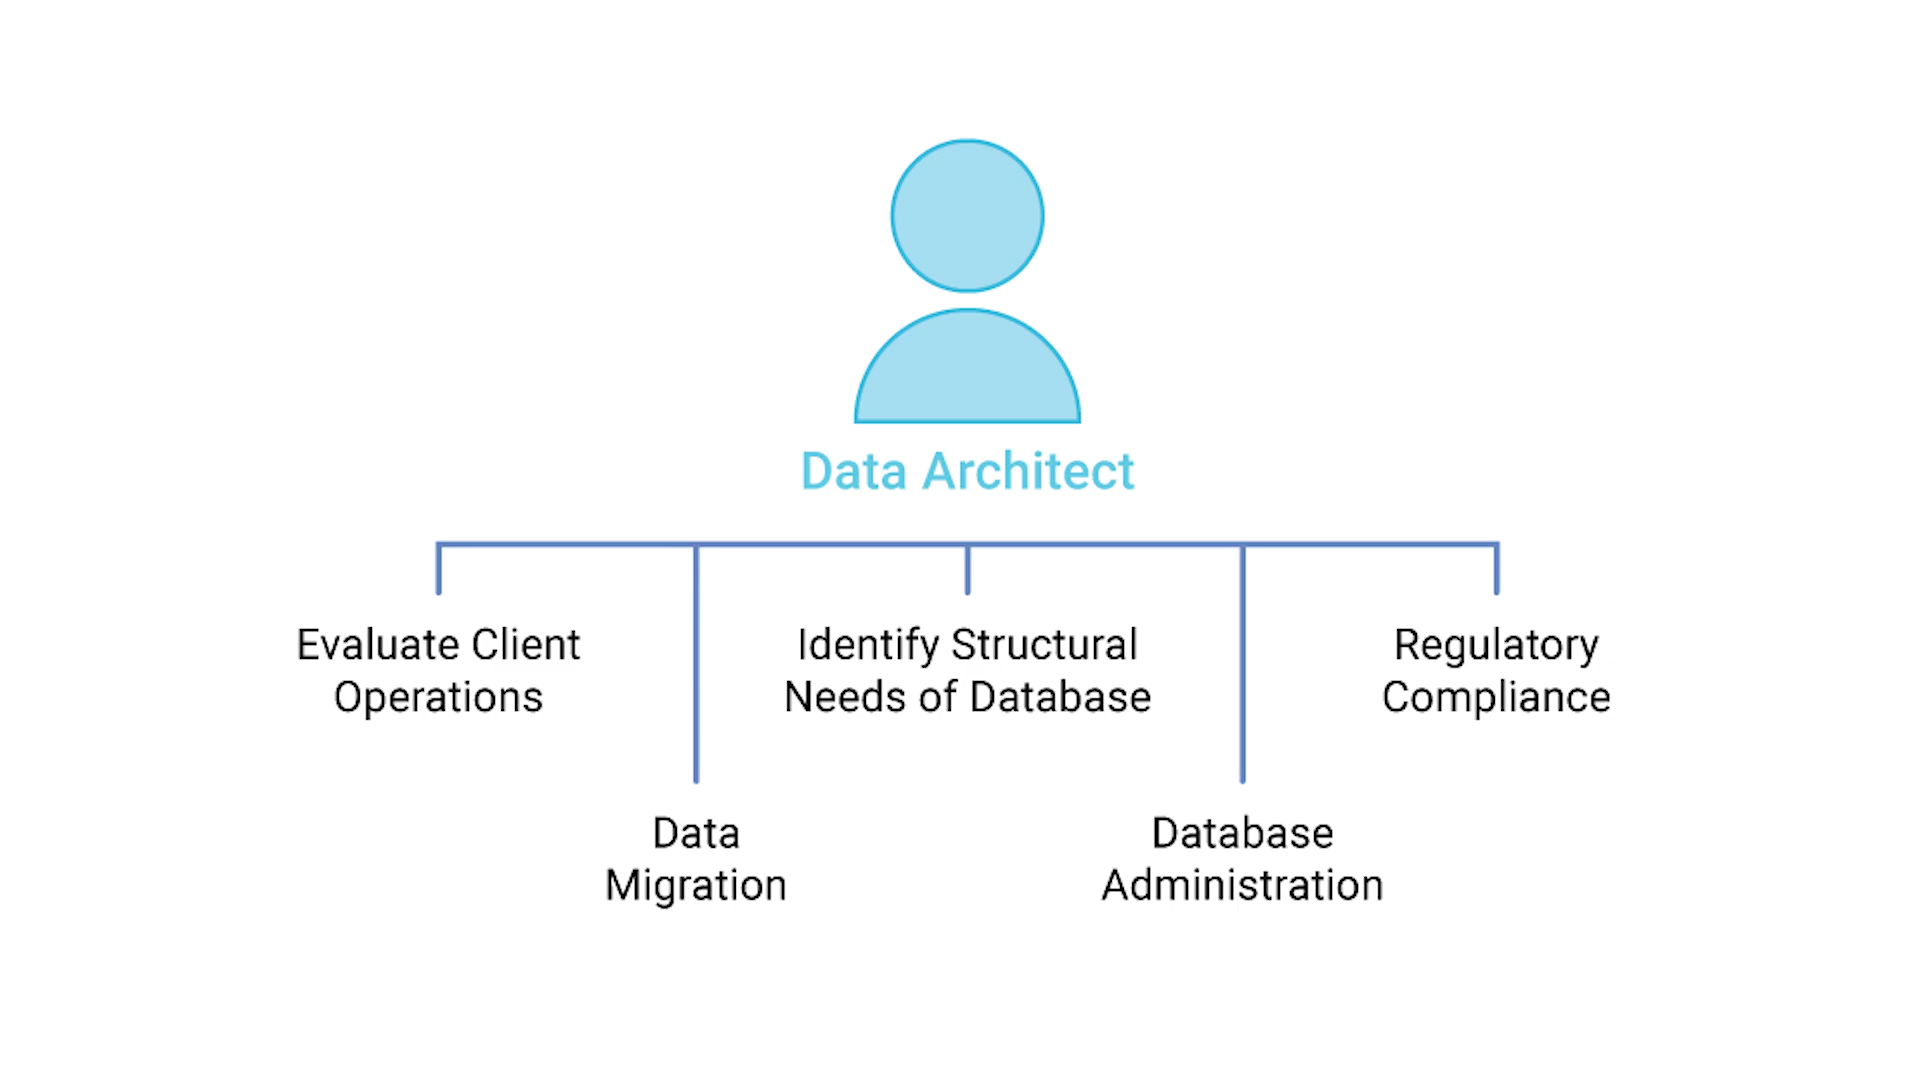 Data Architect
Evaluate Client
Operations
Identify Structural
Needs of Database
Regulatory
Compliance
Data
Migration
Database
Administration